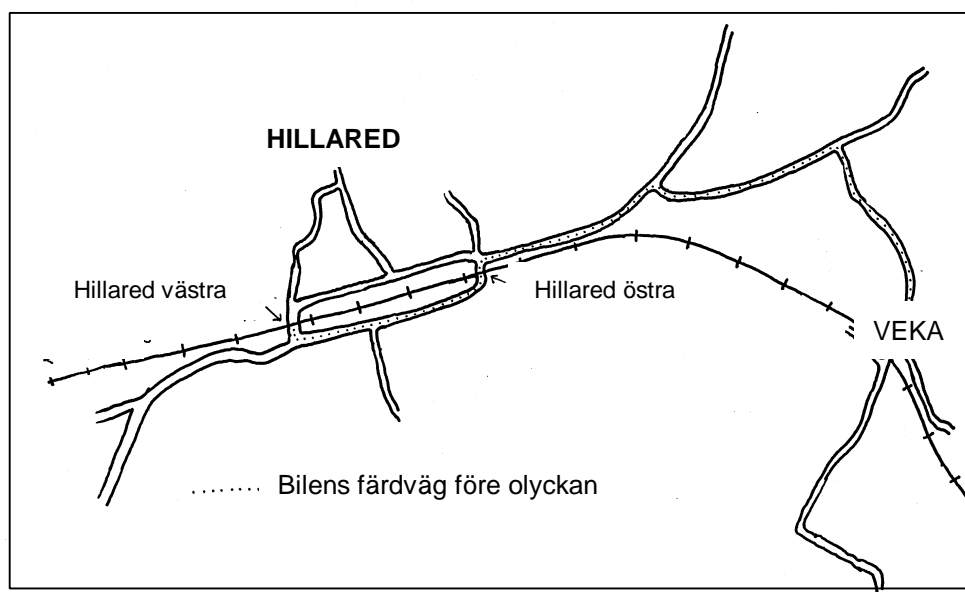 HILLARED
Hillared västra
Hillared östra
VEKA
Bilens färdväg före olyckan